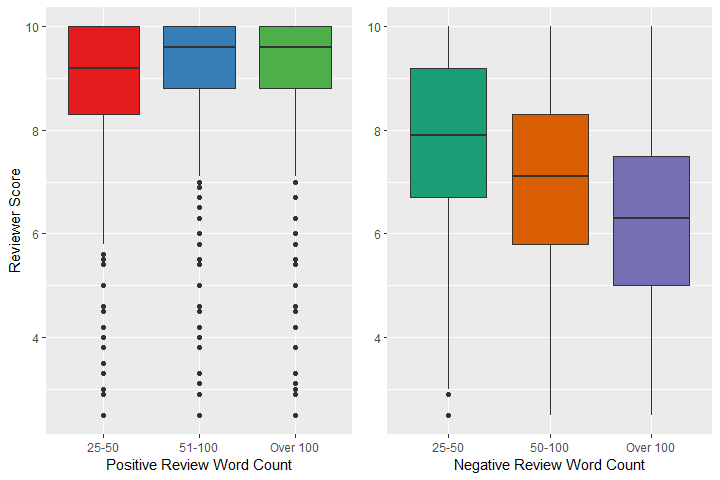 Reviewer Score
10
8
6
4
25-50 51-100 Over 100
Positive Review Word Count
10
8
6
4
25-50 50-100 Over 100
Negative Review Word Count